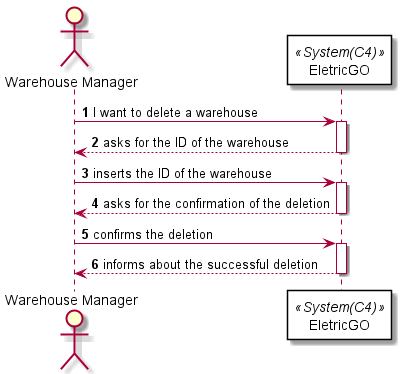 «System(C4)»
EletricGO
Warehouse Manager
1 I want to delete a warehouse
2 asks for the ID of the warehouse
3 inserts the ID of the warehouse
4 asks for the confirmation of the deletion
5 confirms the deletion
6 informs about the successful deletion
Warehouse Manager
«System(C4)»
EletricGO